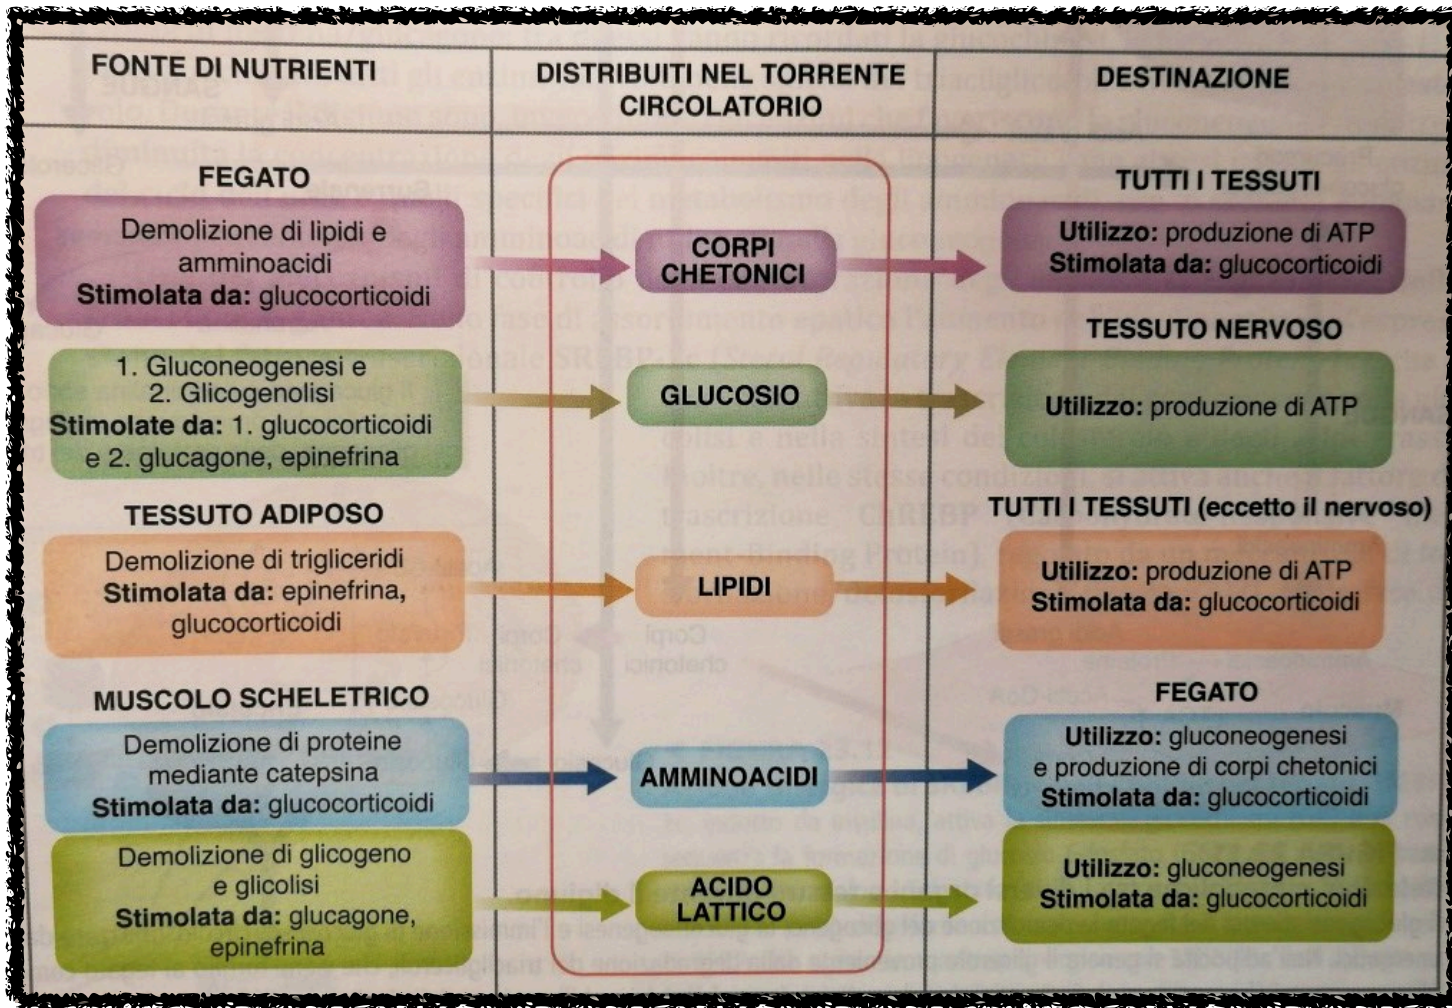 FONTE DI NUTRIENTI
DISTRIBUITI NEL TORRENTE
CIRCOLATORIO
DESTINAZIONE
FEGATO
Demolizione di lipidi e
amminoacidi
Stimolata da: glucocorticoidi
CORPI
CHETONICI
TUTTI I TESSUTI
Utilizzo: produzione di ATP
Stimolata da: glucocorticoidi
1. Gluconeogenesi e
2. Glicogenolisi
Stimolate da: 1. glucocorticoidi
e 2. glucagone, epinefrina
GLUCOSIO
TESSUTO NERVOSO
Utilizzo: produzione di ATP
TESSUTO ADIPOSO
Demolizione di trigliceridi
Stimolata da: epinefrina,
glucocorticoidi
LIPIDI
TUTTI I TESSUTI (eccetto il nervoso)
Utilizzo: produzione di ATP
Stimolata da: glucocorticoidi
MUSCOLO SCHELETRICO
Demolizione di proteine
mediante catepsina
Stimolata da: glucocorticoidi
AMMINOACIDI
FEGATO
Utilizzo: gluconeogenesi
e produzione di corpi chetonici
Stimolata da: glucocorticoidi
Demolizione di glicogeno
e glicolisi
Stimolata da: glucagone,
epinefrina
ACIDO
LATTICO
Utilizzo: gluconeogenesi
Stimolata da: glucocorticoidi